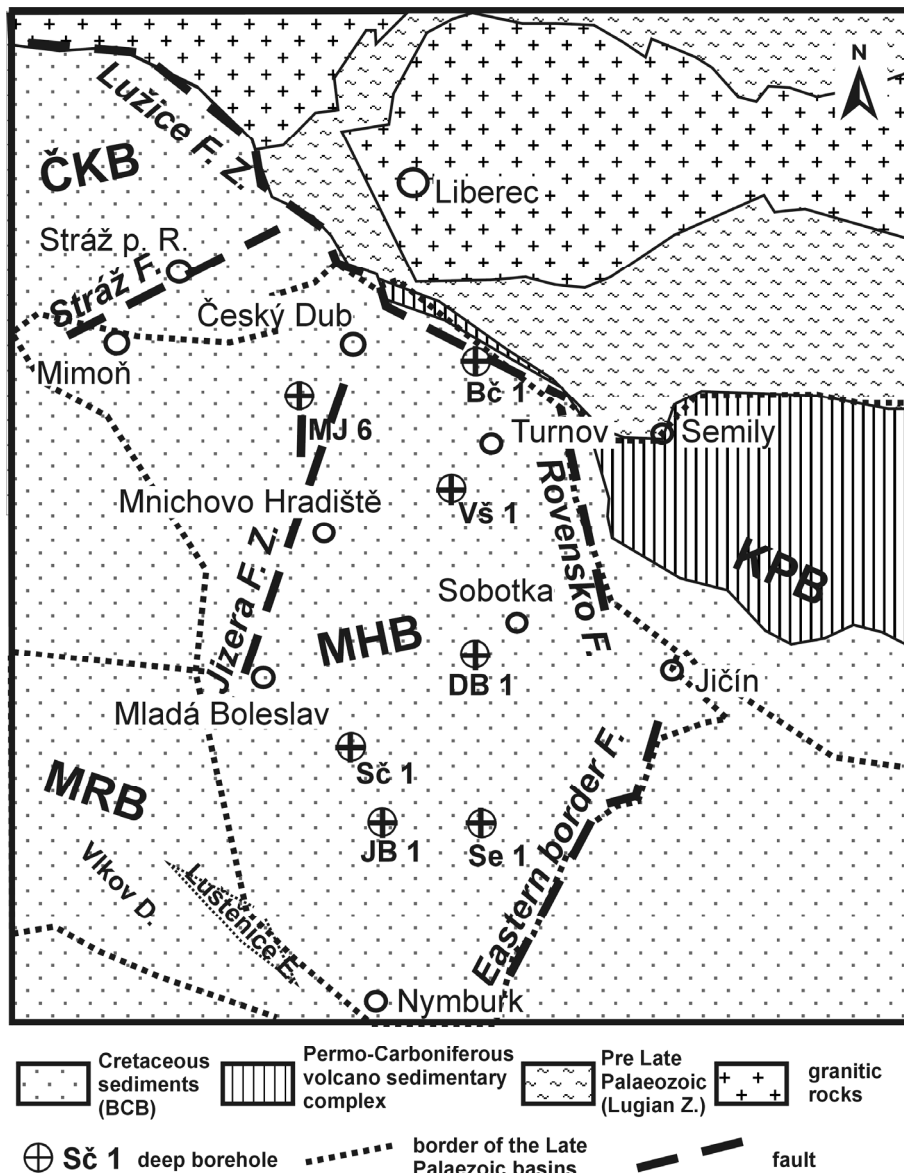 N
Lužice F. Z.
ČKB
Liberec
Stráž p. R.
Stráž F.
Český Dub
Mimoň
Bč 1
MJ 6
Turnov
Semily
Mnichovo Hradiště
Vš 1
Rovensko F.
KPB
Jizera F. Z.
Sobotka
MHB
DB 1
Jičín
Mladá Boleslav
Sč 1
MRB
JB 1
Se 1
Eastern border F.
Vlkov D.
Luštěnice E.
Nymburk
Cretaceous
sediments
(BCB)
Permo-Carboniferous
volcano sedimentary
complex
Pre Late
Palaeozoic
(Lugian Z.)
granitic
rocks
Sč 1 deep borehole
border of the Late
Palaezoic basins
fault